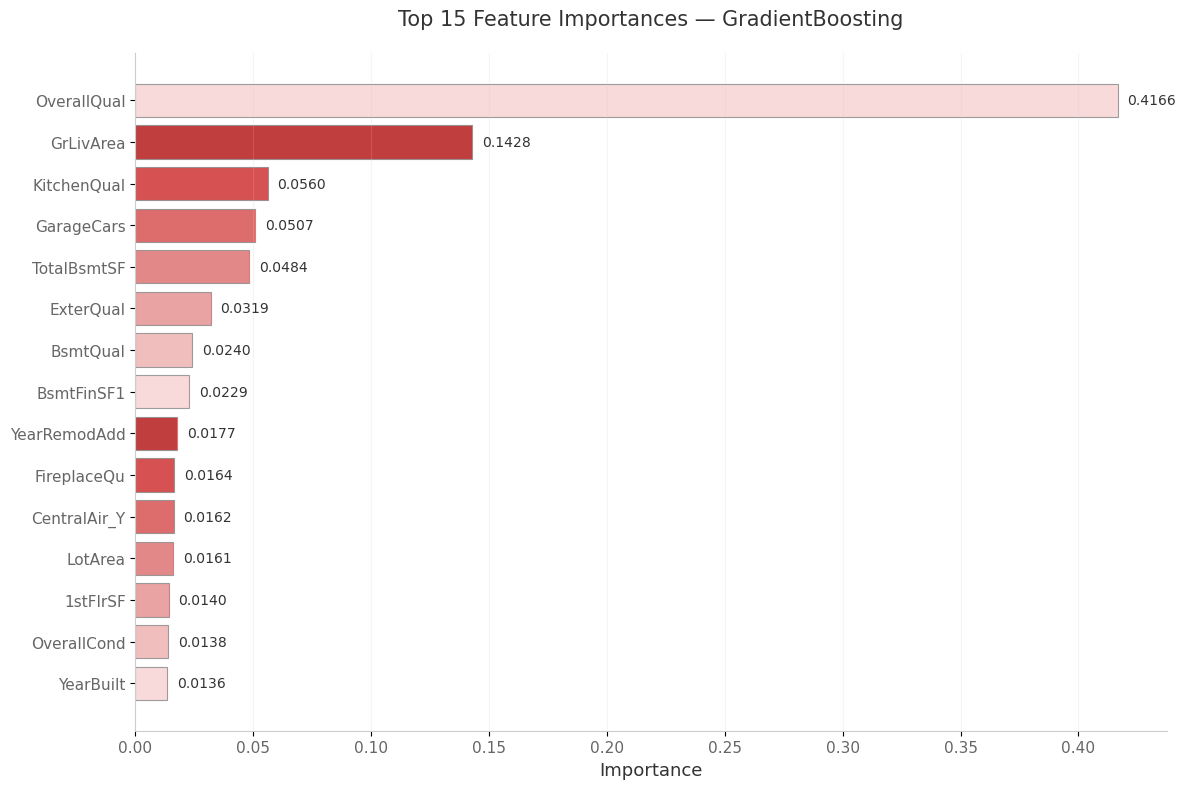 Top 15 Feature Importances — GradientBoosting
OverallQual 0.4166
GrLivArea 0.1428
KitchenQual 0.0560
GarageCars 0.0507
TotalBsmtSF 0.0484
ExterQual 0.0319
BsmtQual 0.0240
BsmtFinSF1 0.0229
YearRemodAdd 0.0177
FireplaceQu 0.0164
CentralAir_Y 0.0162
LotArea 0.0161
1stFlrSF 0.0140
OverallCond 0.0138
YearBuilt 0.0136
0.00 0.05 0.10 0.15 0.20 0.25 0.30 0.35 0.40
Importance